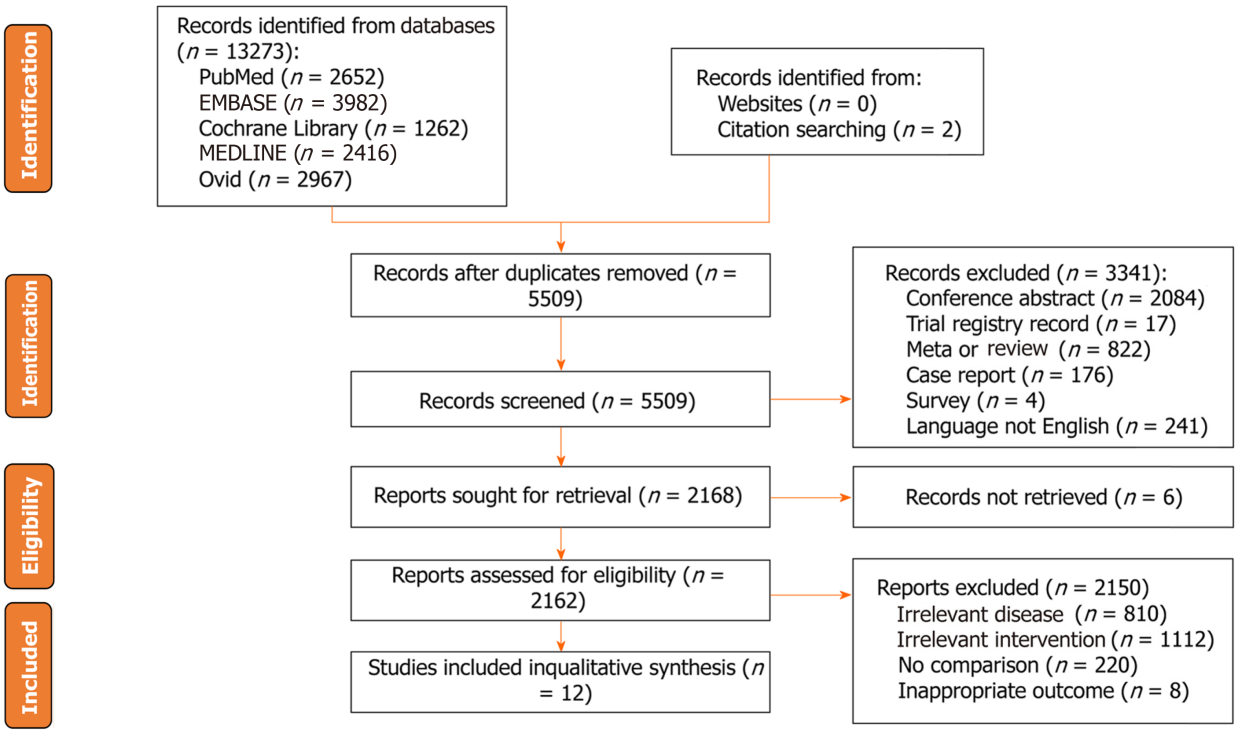 Identification
Records identified from databases
(n = 13273):
PubMed (n = 2652)
EMBASE (n = 3982)
Cochrane Library (n = 1262)
MEDLINE (n = 2416)
Ovid (n = 2967)
Records identified from:
Websites (n = 0)
Citation searching (n = 2)
Identification
Records after duplicates removed (n =
5509)
Records screened (n = 5509)
Records excluded (n = 3341):
Conference abstract (n = 2084)
Trial registry record (n = 17)
Meta or review (n = 822)
Case report (n = 176)
Survey (n = 4)
Language not English (n = 241)
Eligibility
Reports sought for retrieval (n = 2168)
Records not retrieved (n = 6)
Reports assessed for eligibility (n =
2162)
Reports excluded (n = 2150)
Irrelevant disease (n = 810)
Irrelevant intervention (n = 1112)
No comparison (n = 220)
Inappropriate outcome (n = 8)
Included
Studies included inqualitative synthesis (n
= 12)